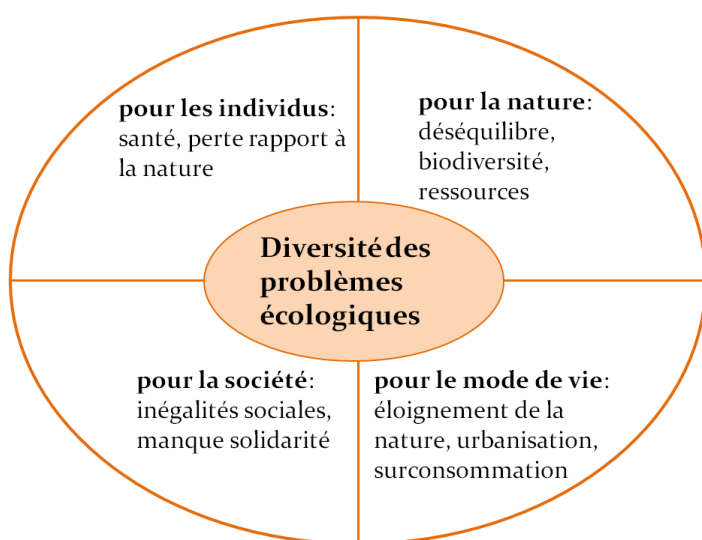 pour les individus:
santé, perte rapport à
la nature
pour la nature:
déséquilibre,
biodiversité,
ressources
Diversité des
problèmes
écologiques
pour la société:
inégalités sociales,
manque solidarité
pour le mode de vie:
éloignement de la
nature, urbanisation,
surconsommation